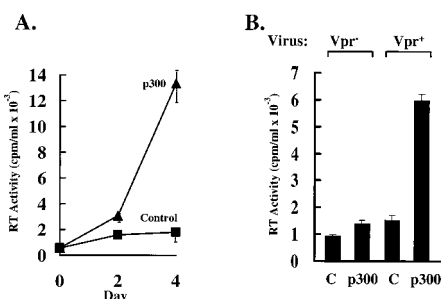 A.
RT Activity (cpm/ml x 10⁻³)
14
12
10
8
6
4
2
0
p300
Control
0 2 4
Day
B.
Virus: Vpr⁻ Vpr⁺
RT Activity (cpm/ml x 10⁻³)
7
6
5
4
3
2
1
0
C p300 C p300